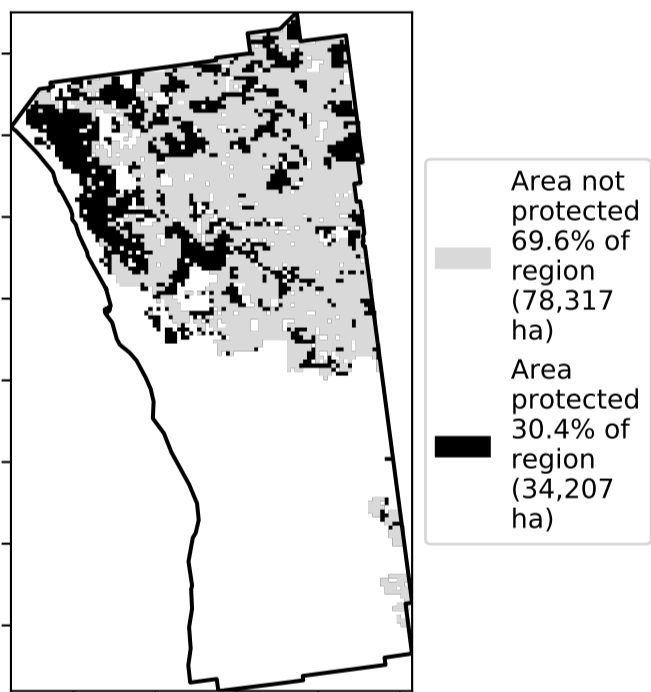 Area not
protected
69.6% of
region
(78,317
ha)
Area
protected
30.4% of
region
(34,207
ha)